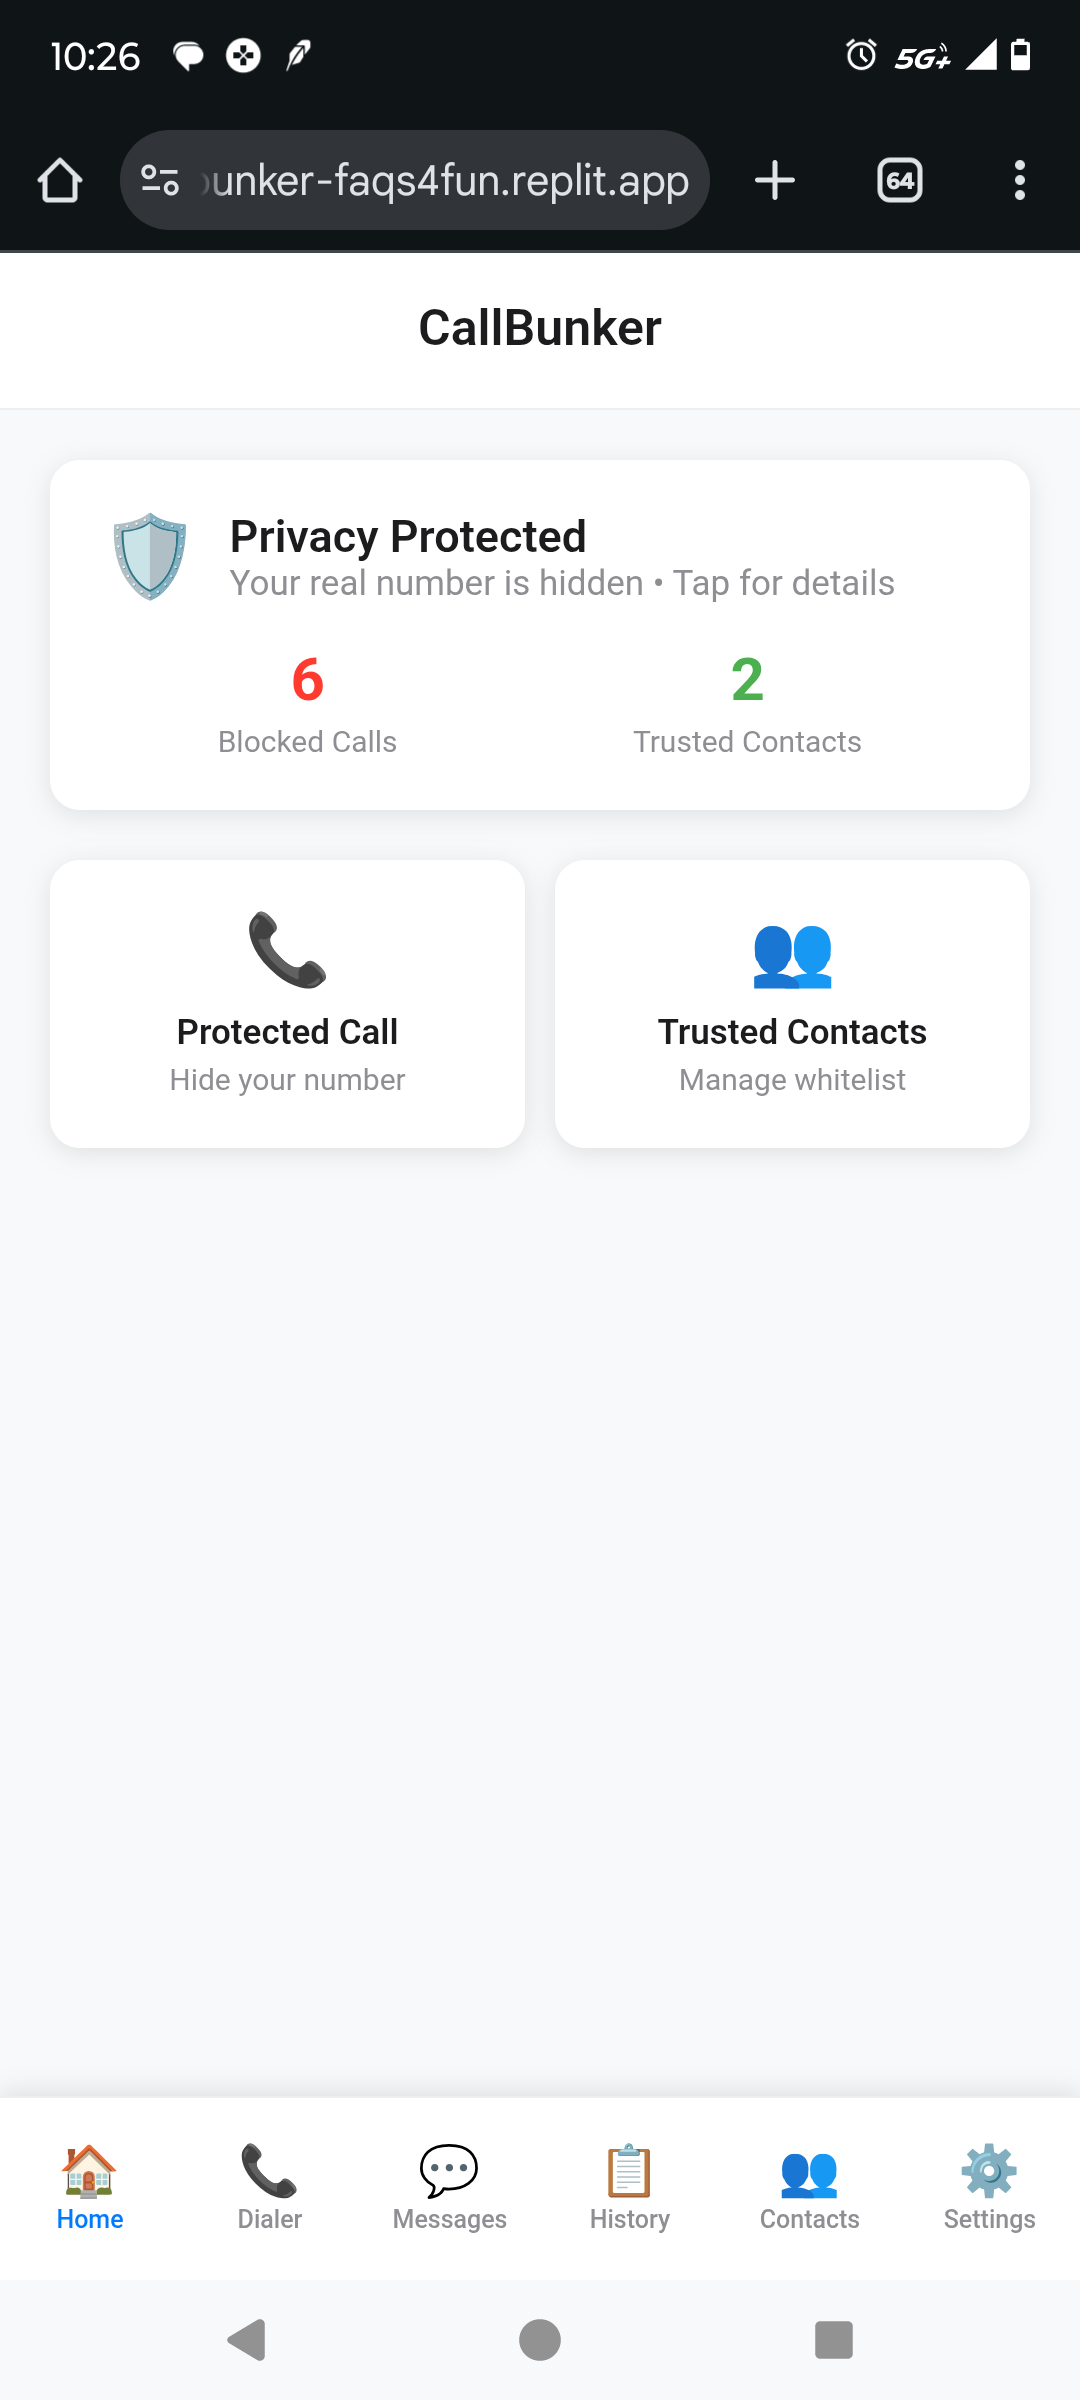 10:26
5G+
unker-faqs4fun.replit.app
64
CallBunker
Privacy Protected
Your real number is hidden • Tap for details
6
2
Blocked Calls
Trusted Contacts
Protected Call
Trusted Contacts
Hide your number
Manage whitelist
Home
Dialer
Messages
History
Contacts
Settings